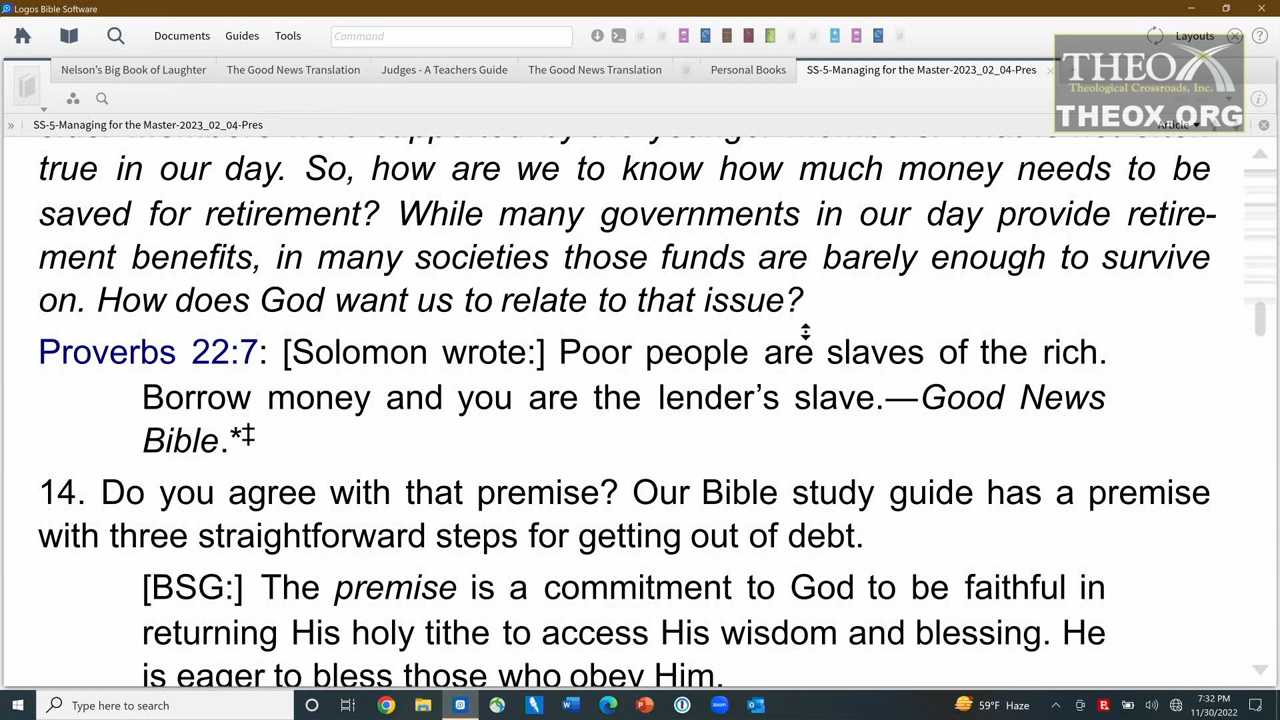 Logos Bible Software
Documents Guides Tools Command Layouts
Nelson's Big Book of Laughter The Good News Translation Judges - A Teachers Guide The Good News Translation Personal Books SS-5-Managing for the Master-2023_02_04-Pres
THEOX
Theological Crossroads, Inc.
THEOX.ORG
SS-5-Managing for the Master-2023_02_04-Pres Article
true in our day. So, how are we to know how much money needs to be
saved for retirement? While many governments in our day provide retire-
ment benefits, in many societies those funds are barely enough to survive
on. How does God want us to relate to that issue?
Proverbs 22:7: [Solomon wrote:] Poor people are slaves of the rich.
Borrow money and you are the lender's slave.—Good News
Bible.*‡
14. Do you agree with that premise? Our Bible study guide has a premise
with three straightforward steps for getting out of debt.
[BSG:] The premise is a commitment to God to be faithful in
returning His holy tithe to access His wisdom and blessing. He
is eager to bless those who obey Him.
Type here to search
59°F Haze
7:32 PM
11/30/2022